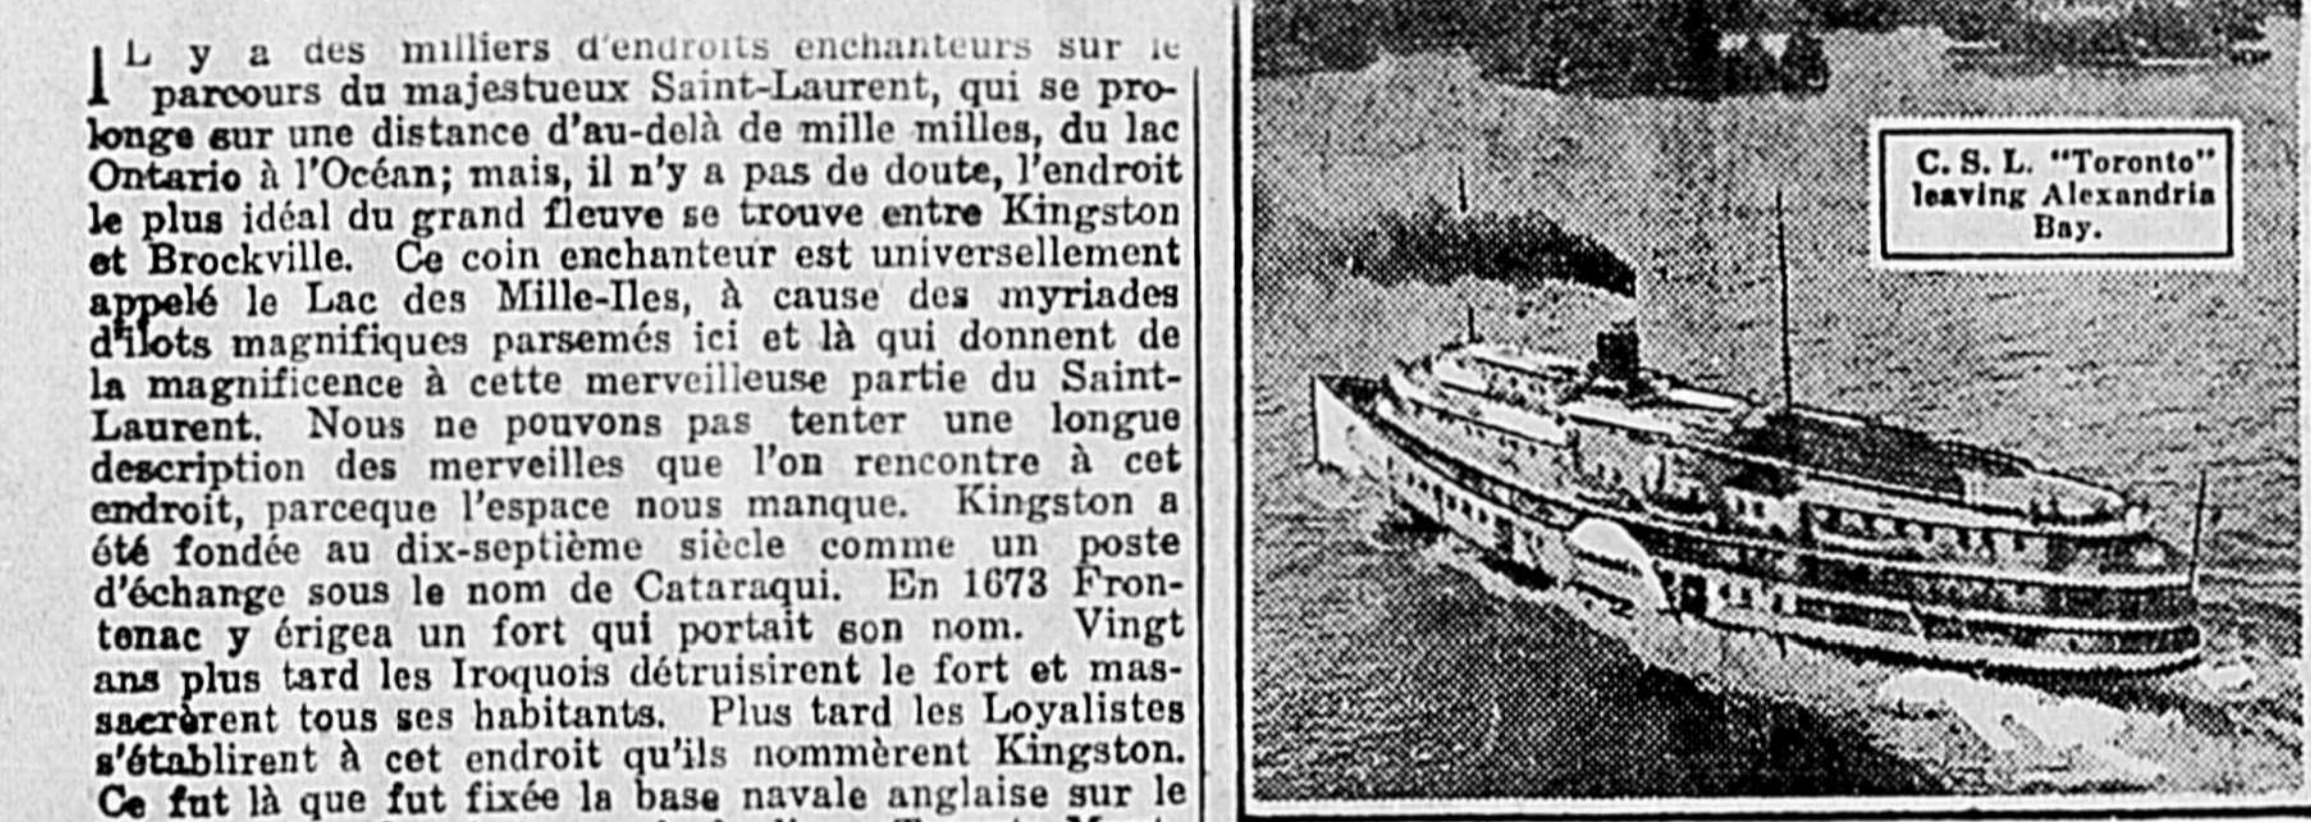 IL y a des milliers d'endroits enchanteurs sur le
parcours du majestueux Saint-Laurent, qui se pro-
longe sur une distance d'au-delà de mille milles, du lac
Ontario à l'Océan; mais, il n'y a pas de doute, l'endroit
le plus idéal du grand fleuve se trouve entre Kingston
et Brockville. Ce coin enchanteur est universellement
appelé le Lac des Mille-Iles, à cause des myriades
d'îlots magnifiques parsemés ici et là qui donnent de
la magnificence à cette merveilleuse partie du Saint-
Laurent. Nous ne pouvons pas tenter une longue
description des merveilles que l'on rencontre à cet
endroit, parceque l'espace nous manque. Kingston a
été fondée au dix-septième siècle comme un poste
d'échange sous le nom de Cataraqui. En 1673 Fron-
tenac y érigea un fort qui portait son nom. Vingt
ans plus tard les Iroquois détruisirent le fort et mas-
sacrèrent tous ses habitants. Plus tard les Loyalistes
s'établirent à cet endroit qu'ils nommèrent Kingston.
Ce fut là que fut fixée la base navale anglaise sur le
C. S. L. "Toronto"
leaving Alexandria
Bay.